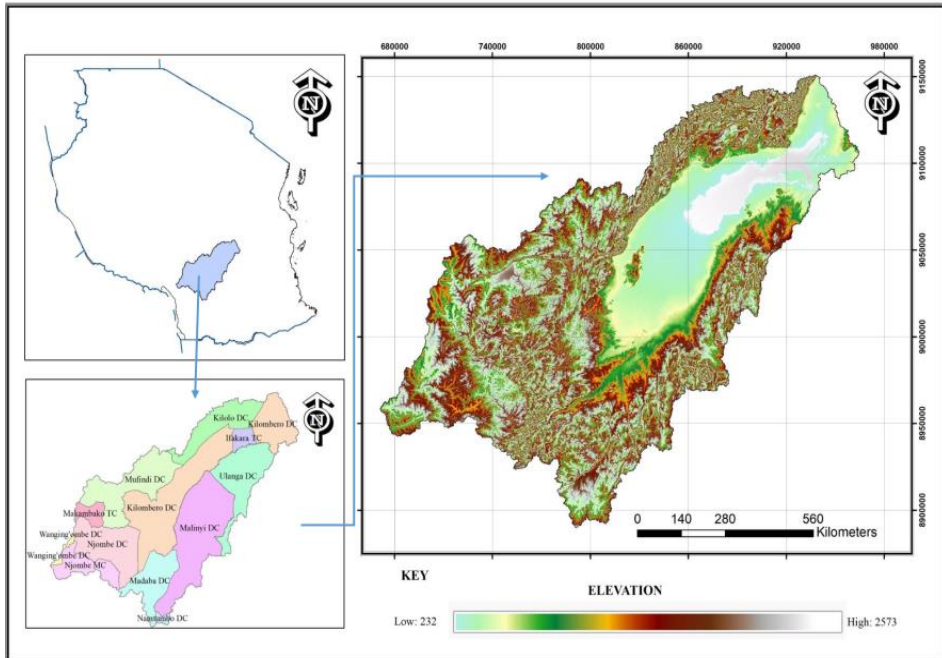 N
N
Kilolo DC
Kilombero DC
Ifakara TC
Ulanga DC
Mufindi DC
Kilombero DC
Malinyi DC
Makambako TC
Wanging'ombe DC
Njombe DC
Wanging'ombe DC
Njombe MC
Madaba DC
Namtumbo DC
680000 740000 800000 860000 920000 980000
N
9150000
9100000
9050000
9000000
8950000
8900000
0 140 280 560
Kilometers
KEY
ELEVATION
Low: 232
High: 2573